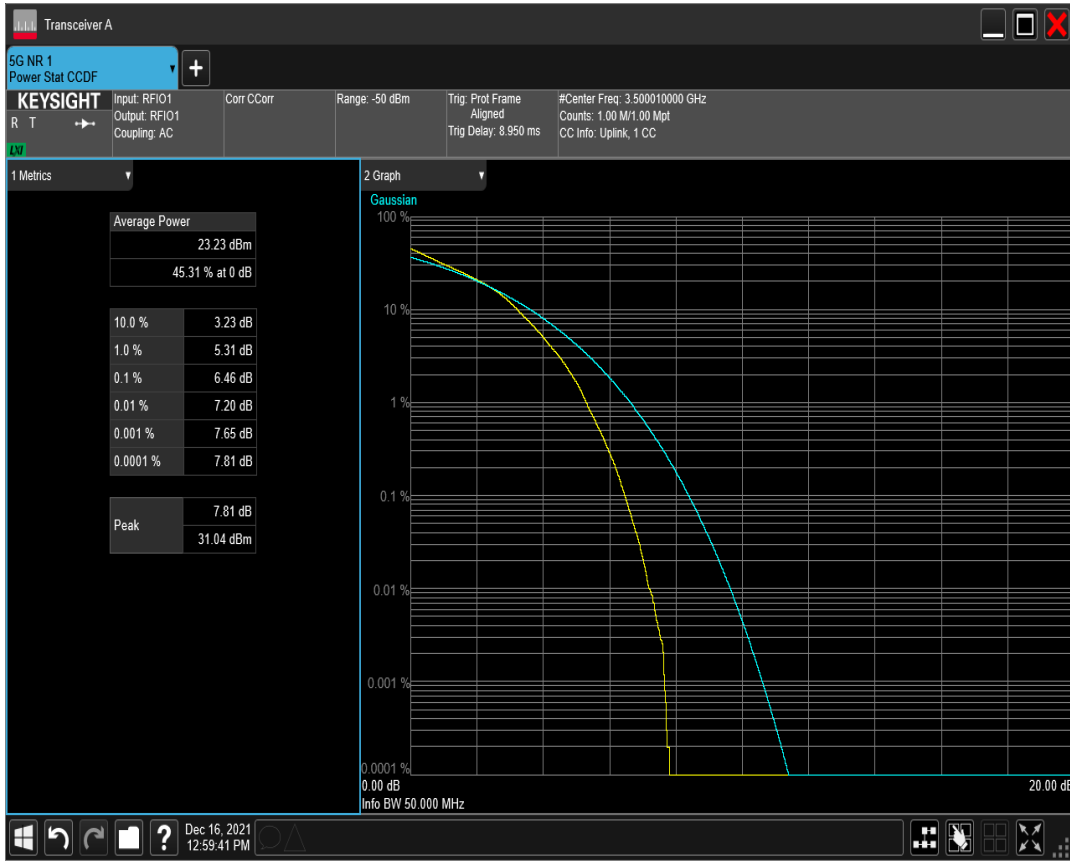 Transceiver A
5G NR 1
Power Stat CCDF
+
KEYSIGHT
R T
LXI
Input: RFIO1
Output: RFIO1
Coupling: AC
Corr CCorr
Range: -50 dBm
Trig: Prot Frame
Aligned
Trig Delay: 8.950 ms
#Center Freq: 3.500010000 GHz
Counts: 1.00 M/1.00 Mpt
CC Info: Uplink, 1 CC
1 Metrics
Average Power
23.23 dBm
45.31 % at 0 dB
10.0 % 3.23 dB
1.0 % 5.31 dB
0.1 % 6.46 dB
0.01 % 7.20 dB
0.001 % 7.65 dB
0.0001 % 7.81 dB
Peak 7.81 dB
31.04 dBm
2 Graph
Gaussian
100 %
10 %
1 %
0.1 %
0.01 %
0.001 %
0.0001 %
0.00 dB 20.00 dB
Info BW 50.000 MHz
?
Dec 16, 2021
12:59:41 PM